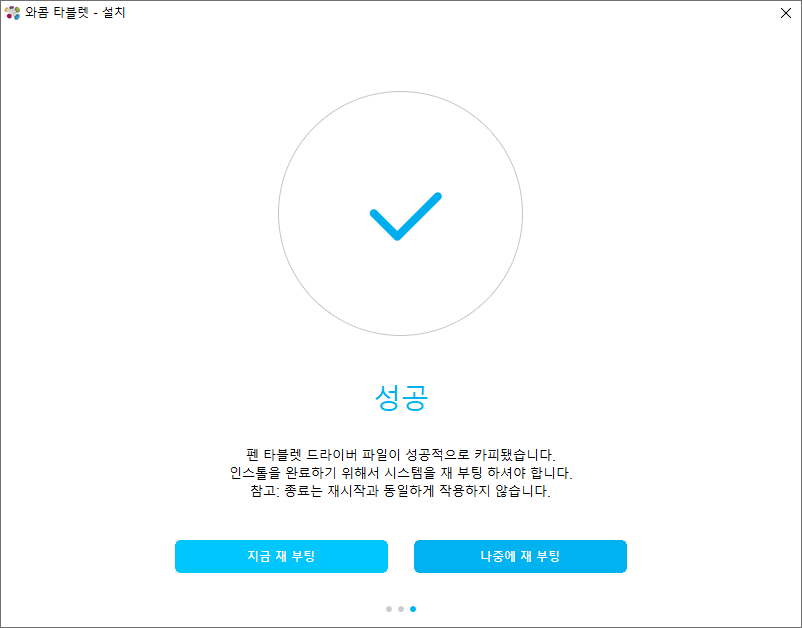 와콤 타블렛 - 설치
성공
펜 타블렛 드라이버 파일이 성공적으로 카피됐습니다.
인스톨을 완료하기 위해서 시스템을 재 부팅 하셔야 합니다.
참고: 종료는 재시작과 동일하게 작용하지 않습니다.
지금 재 부팅
나중에 재 부팅